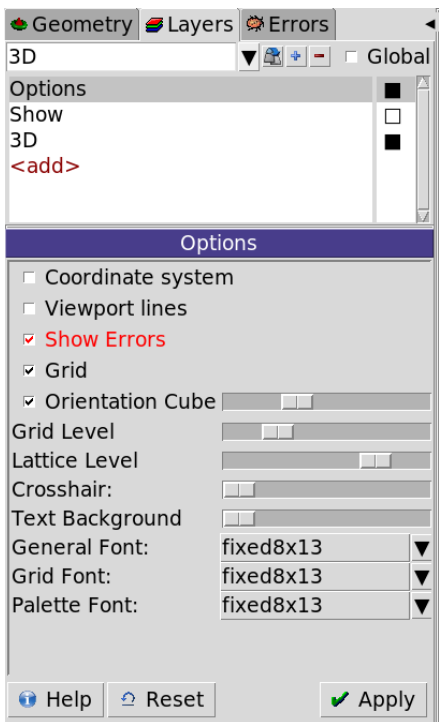 Geometry Layers Errors
3D Global
Options
Show
3D
<add>
Options
Coordinate system
Viewport lines
Show Errors
Grid
Orientation Cube
Grid Level
Lattice Level
Crosshair:
Text Background
General Font: fixed8x13
Grid Font: fixed8x13
Palette Font: fixed8x13
Help Reset Apply